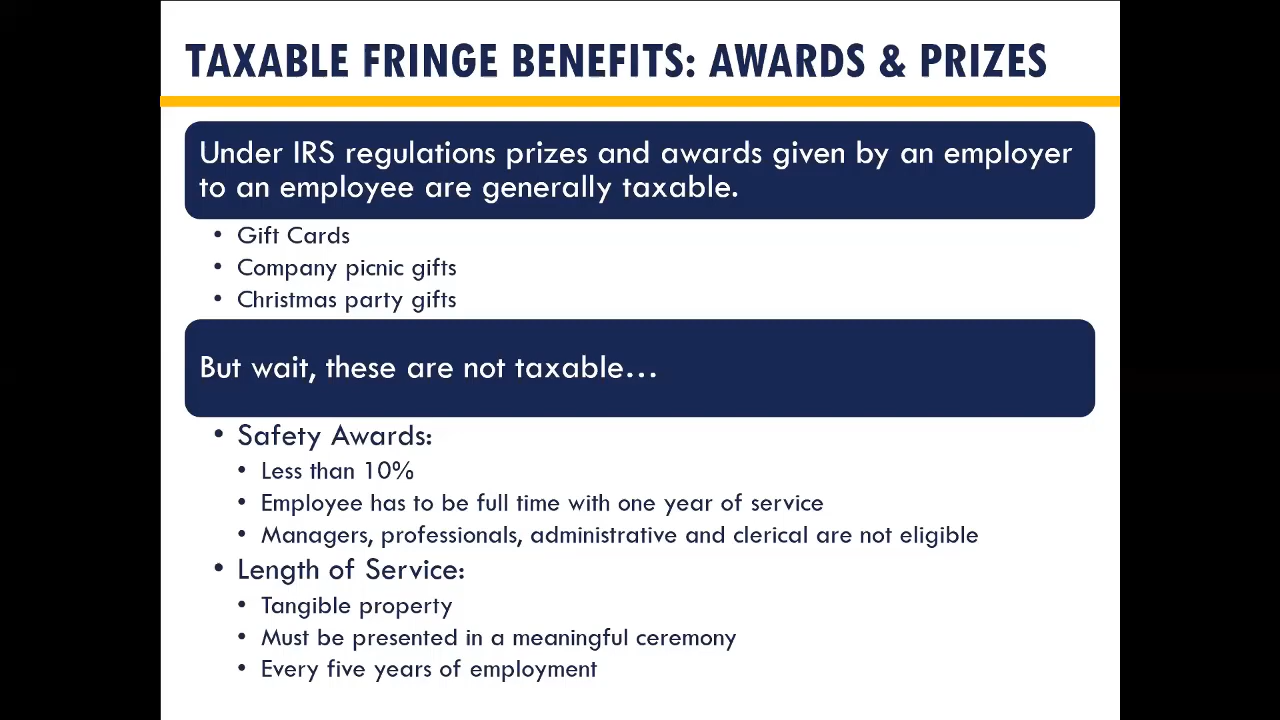 TAXABLE FRINGE BENEFITS: AWARDS & PRIZES
Under IRS regulations prizes and awards given by an employer
to an employee are generally taxable.
• Gift Cards
• Company picnic gifts
• Christmas party gifts
But wait, these are not taxable…
• Safety Awards:
• Less than 10%
• Employee has to be full time with one year of service
• Managers, professionals, administrative and clerical are not eligible
• Length of Service:
• Tangible property
• Must be presented in a meaningful ceremony
• Every five years of employment